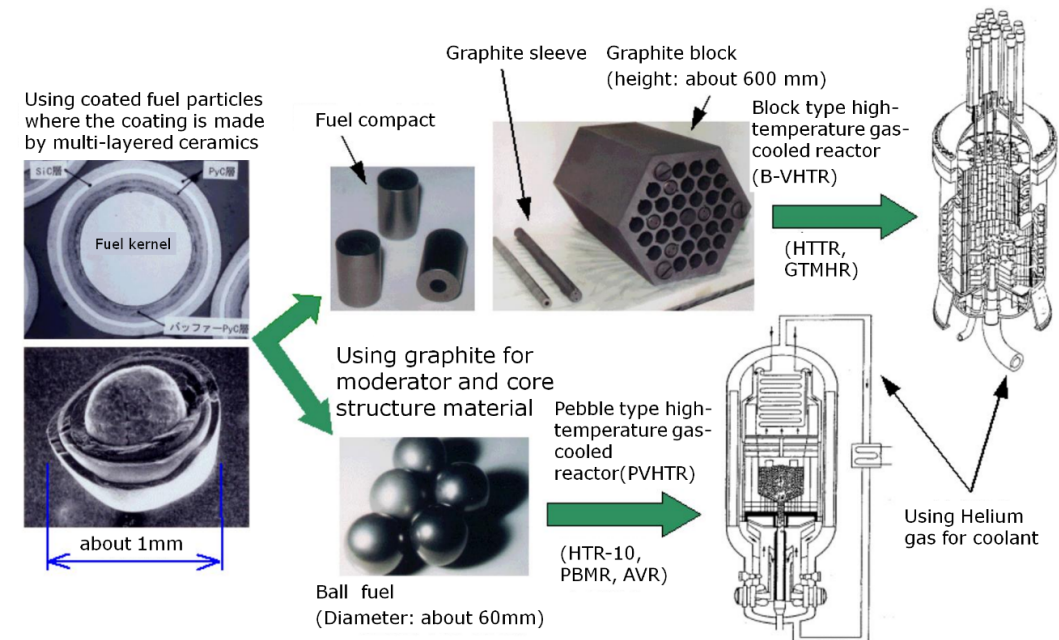 Using coated fuel particles
where the coating is made
by multi-layered ceramics
SiC層
PyC層
Fuel kernel
バッファーPyC層
about 1mm
Fuel compact
Graphite sleeve
Graphite block
(height: about 600 mm)
Block type high-
temperature gas-
cooled reactor
(B-VHTR)
(HTTR,
GTMHR)
Using graphite for
moderator and core
structure material
Ball fuel
(Diameter: about 60mm)
Pebble type high-
temperature gas-
cooled
reactor(PVHTR)
(HTR-10,
PBMR, AVR)
Using Helium
gas for coolant